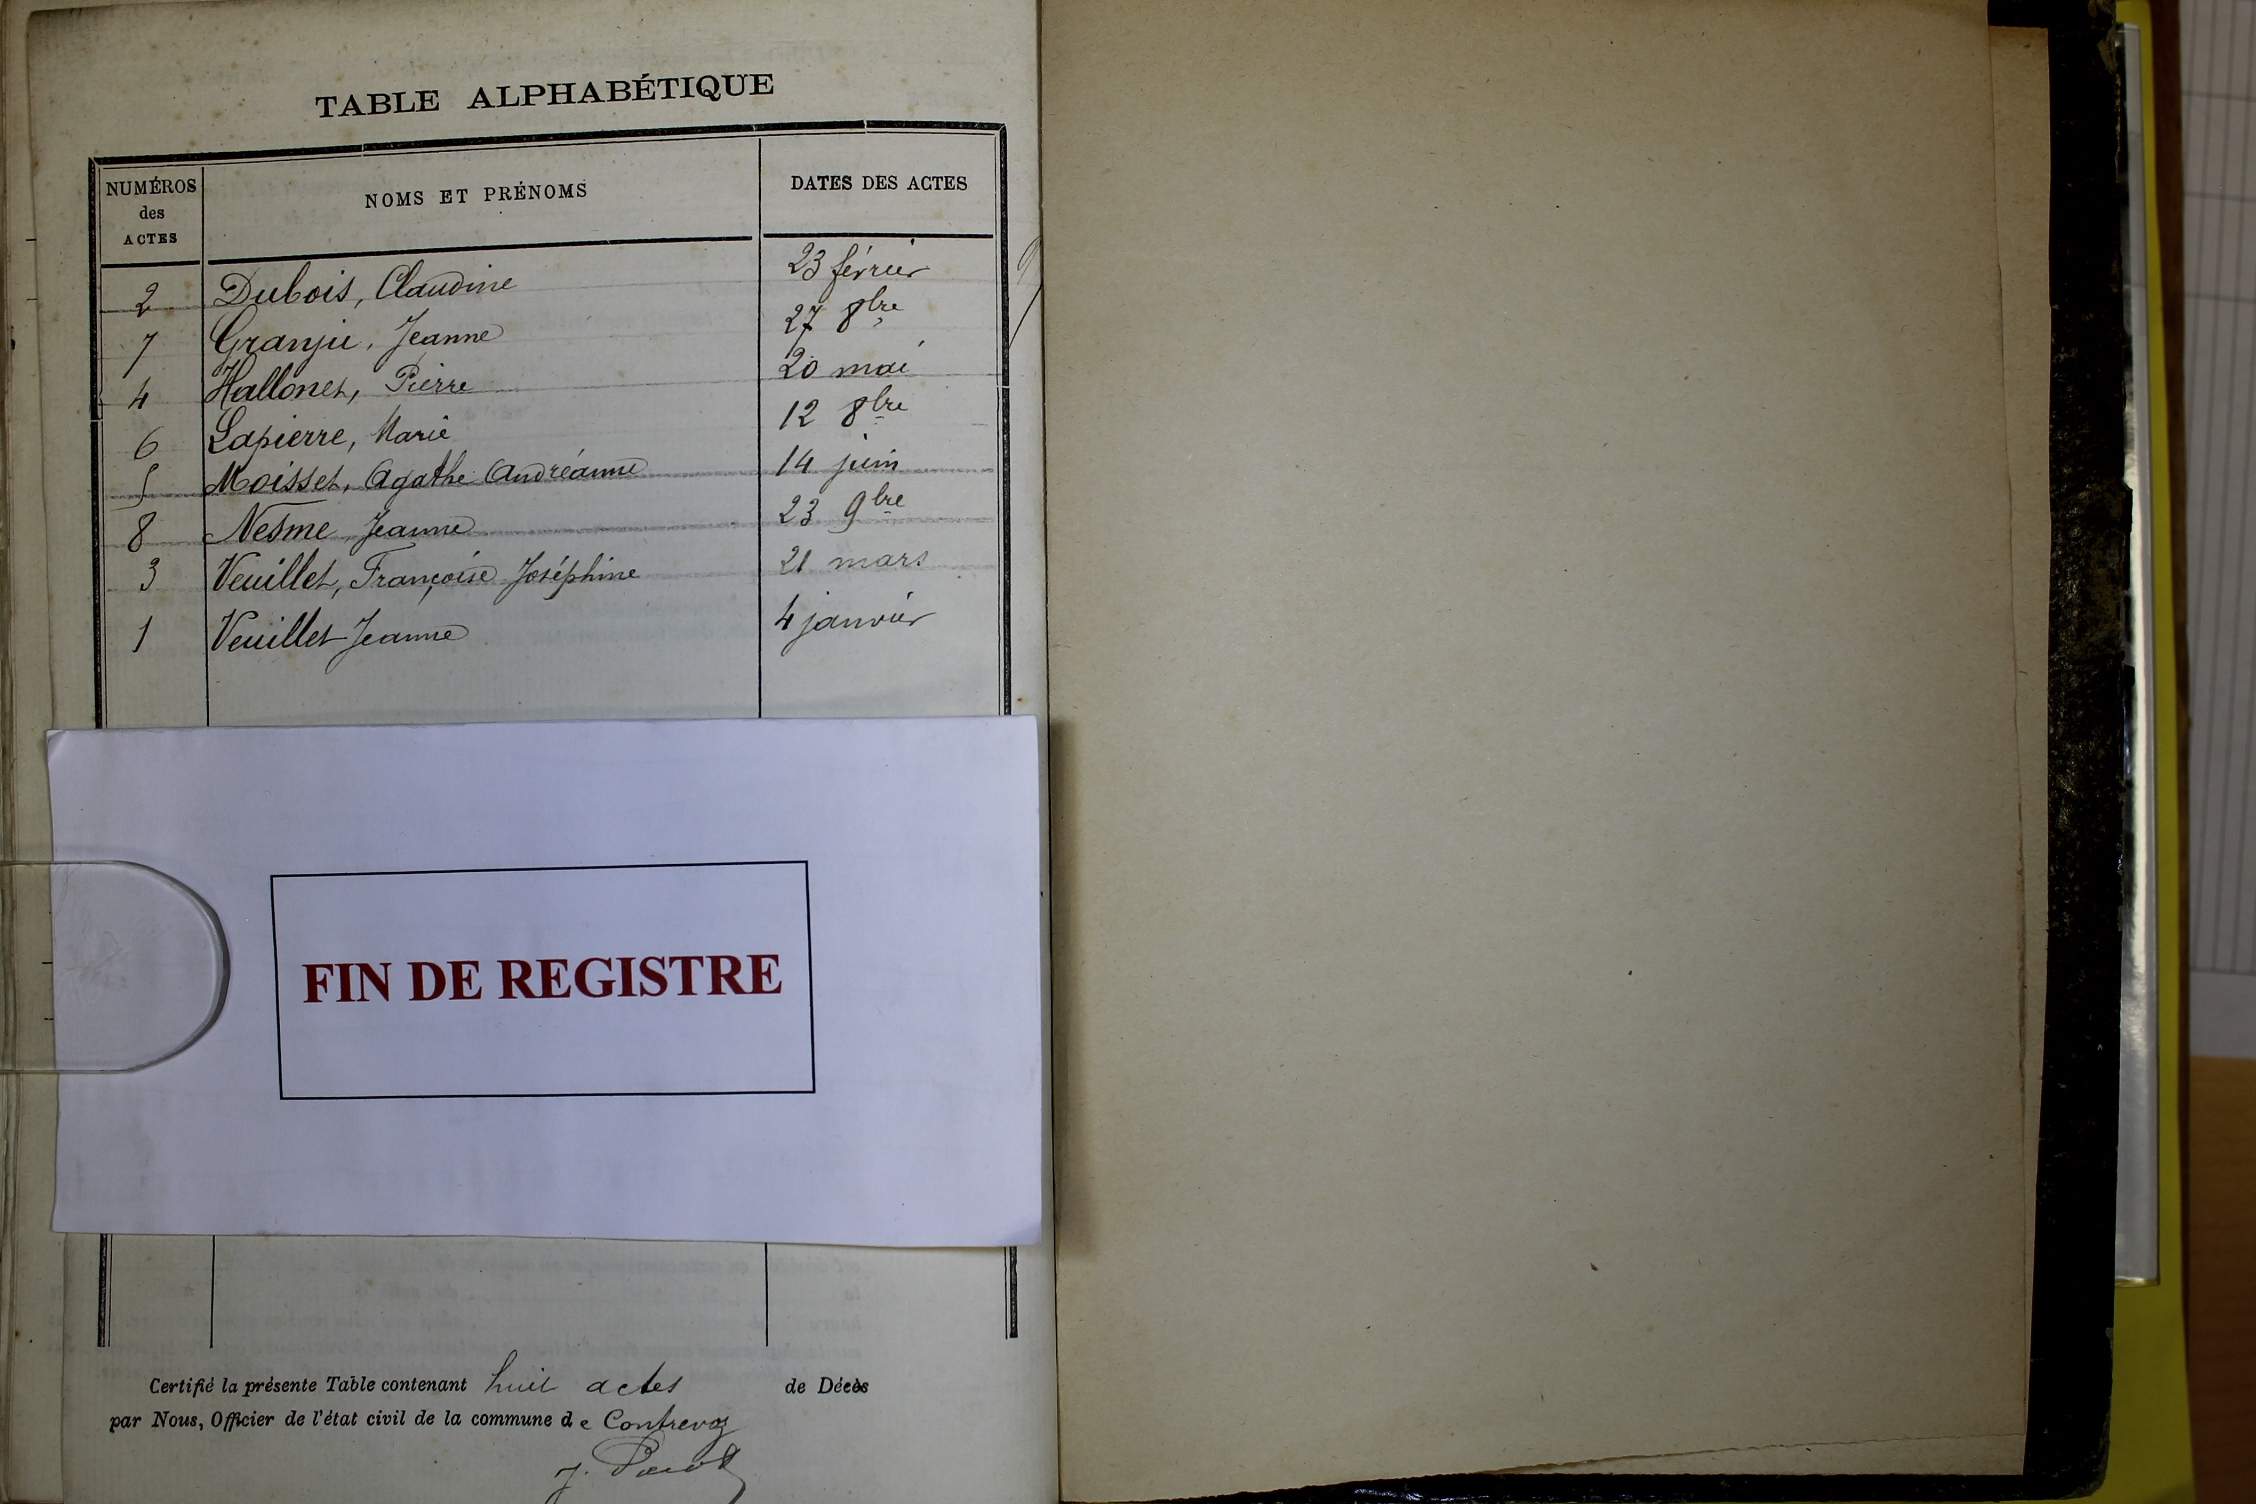 TABLE ALPHABÉTIQUE
NUMÉROS des ACTES NOMS ET PRÉNOMS DATES DES ACTES
2 Dubois, Claudine 23 février
7 Granju, Jeanne 27 8bre
4 Hallonet, Pierre 20 mai
6 Lapierre, Marie 12 8bre
5 Moisset, Agathe Andréanne 14 juin
8 Nesme Jeanne 23 9bre
3 Veuillet, Françoise Joséphine 21 mars
1 Veuillet Jeanne 4 janvier
FIN DE REGISTRE
Certifié la présente Table contenant huit actes de Décès
par Nous, Officier de l'état civil de la commune de Contrevoz
J.